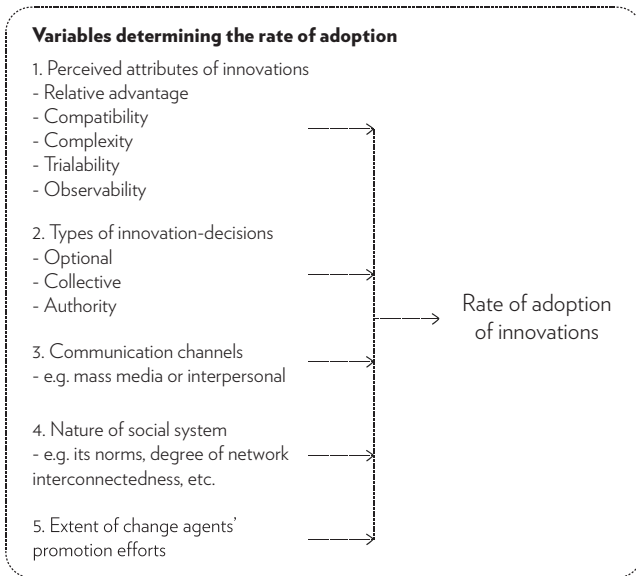 Variables determining the rate of adoption
1. Perceived attributes of innovations
- Relative advantage
- Compatibility
- Complexity
- Trialability
- Observability
2. Types of innovation-decisions
- Optional
- Collective
- Authority
3. Communication channels
- e.g. mass media or interpersonal
4. Nature of social system
- e.g. its norms, degree of network
interconnectedness, etc.
5. Extent of change agents’
promotion efforts
Rate of adoption
of innovations